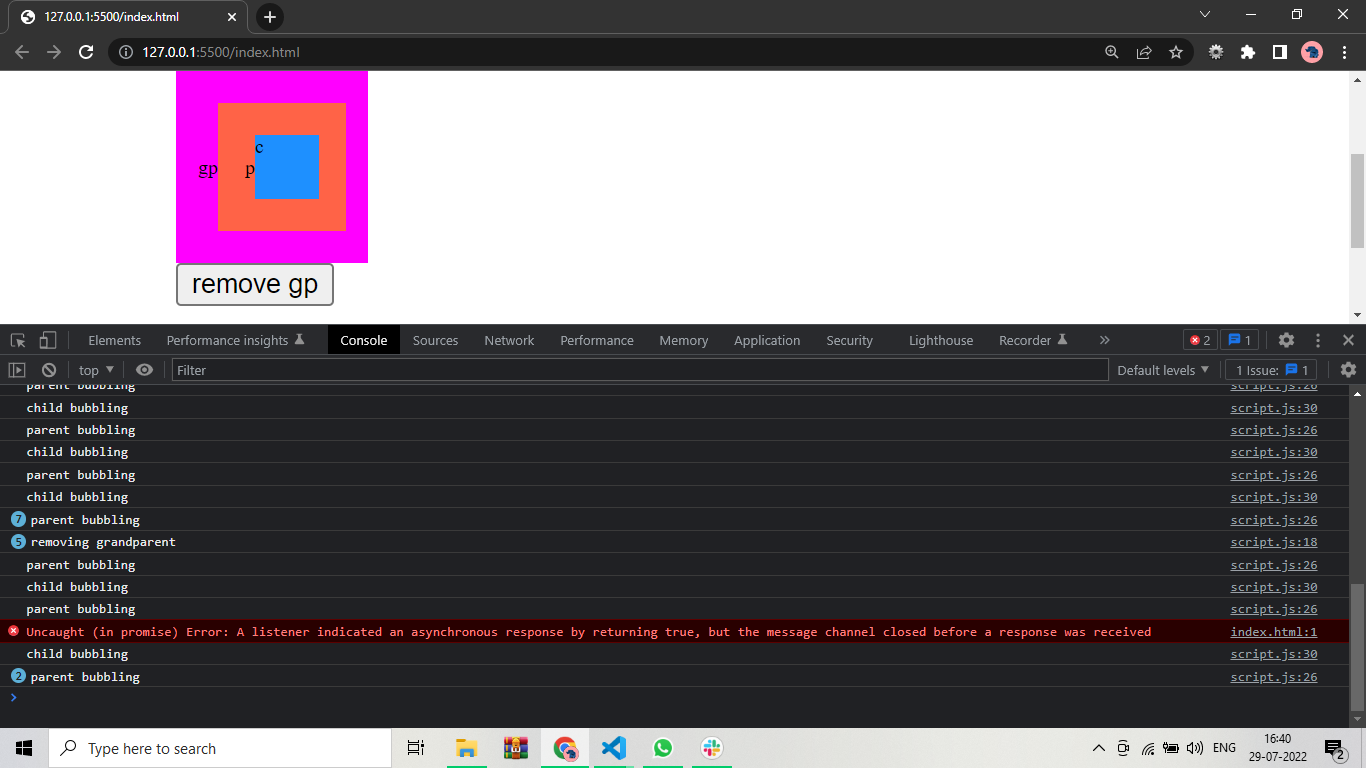 127.0.0.1:5500/index.html
127.0.0.1:5500/index.html
c
gp p
remove gp
Elements Performance insights Console Sources Network Performance Memory Application Security Lighthouse Recorder » 2 1
top Filter Default levels 1 Issue: 1
parent bubbling script.js:26
child bubbling script.js:30
parent bubbling script.js:26
child bubbling script.js:30
parent bubbling script.js:26
child bubbling script.js:30
7 parent bubbling script.js:26
5 removing grandparent script.js:18
parent bubbling script.js:26
child bubbling script.js:30
parent bubbling script.js:26
Uncaught (in promise) Error: A listener indicated an asynchronous response by returning true, but the message channel closed before a response was received index.html:1
child bubbling script.js:30
2 parent bubbling script.js:26
Type here to search
ENG
16:40
29-07-2022
2